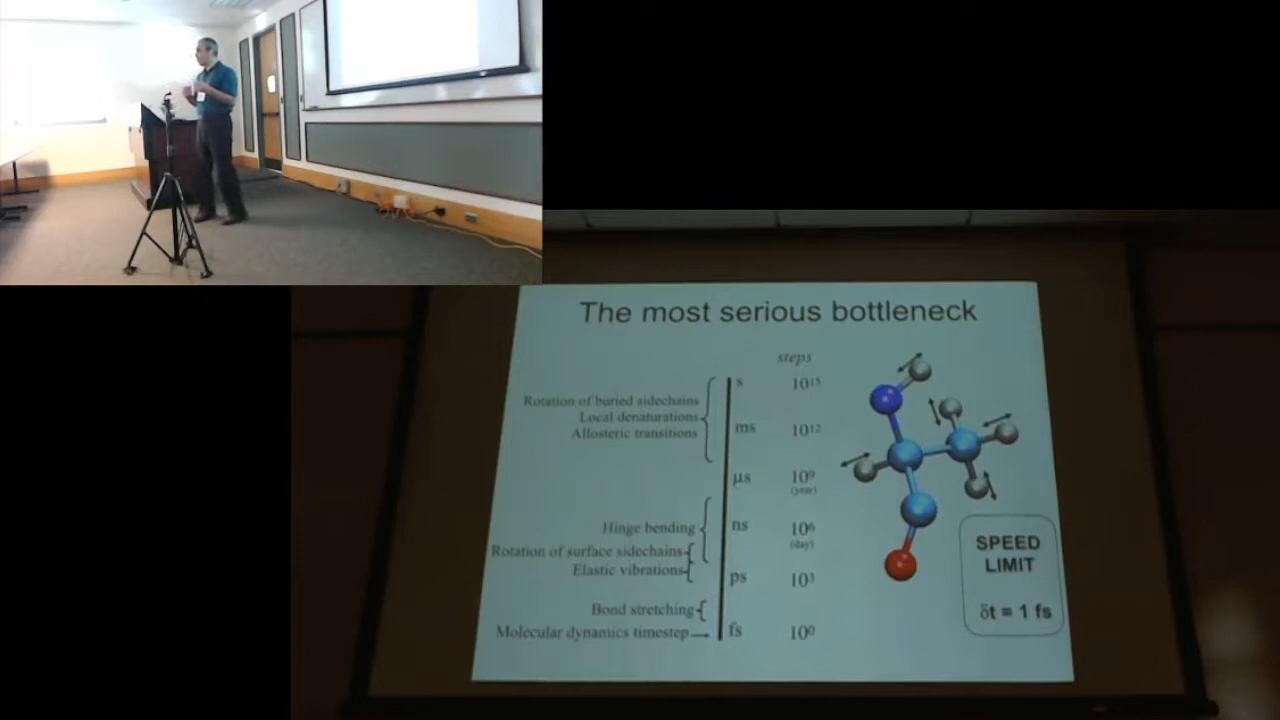 The most serious bottleneck
steps
s 10¹⁵
Rotation of buried sidechains
Local denaturations
Allosteric transitions
ms 10¹²
µs 10⁹
(year)
Hinge bending
ns 10⁶
(day)
Rotation of surface sidechains
Elastic vibrations
ps 10³
Bond stretching
Molecular dynamics timestep
fs 10⁰
SPEED
LIMIT
δt = 1 fs